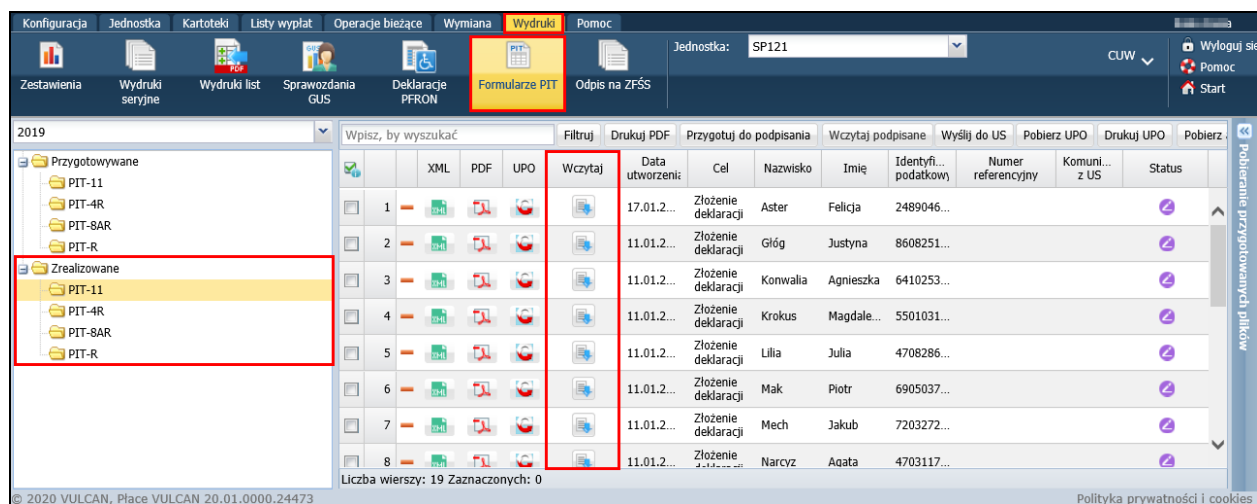 Konfiguracja Jednostka Kartoteki Listy wypłat Operacje bieżące Wymiana Wydruki Pomoc
Jednostka: SP121
CUW
Wyloguj się
Pomoc
Start
Zestawienia Wydruki seryjne Wydruki list Sprawozdania GUS Deklaracje PFRON Formularze PIT Odpis na ZFŚS
2019
Przygotowywane
PIT-11
PIT-4R
PIT-8AR
PIT-R
Zrealizowane
PIT-11
PIT-4R
PIT-8AR
PIT-R
Wpisz, by wyszukać Filtruj Drukuj PDF Przygotuj do podpisania Wczytaj podpisane Wyślij do US Pobierz UPO Drukuj UPO Pobierz
XML PDF UPO Wczytaj Data utworzenia Cel Nazwisko Imię Identyfi... podatkowy Numer referencyjny Komuni... z US Status
1 17.01.2... Złożenie deklaracji Aster Felicja 2489046...
2 11.01.2... Złożenie deklaracji Głóg Justyna 8608251...
3 11.01.2... Złożenie deklaracji Konwalia Agnieszka 6410253...
4 11.01.2... Złożenie deklaracji Krokus Magdale... 5501031...
5 11.01.2... Złożenie deklaracji Lilia Julia 4708286...
6 11.01.2... Złożenie deklaracji Mak Piotr 6905037...
7 11.01.2... Złożenie deklaracji Mech Jakub 7203272...
8 11.01.2... Złożenie deklaracji Narcyz Agata 4703117...
Liczba wierszy: 19 Zaznaczonych: 0
Pobieranie przygotowanych plików
© 2020 VULCAN, Płace VULCAN 20.01.0000.24473
Polityka prywatności i cookies